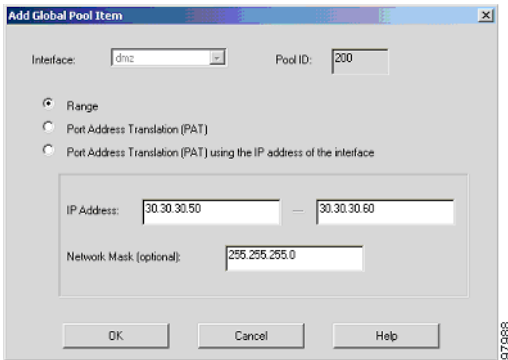 Add Global Pool Item
Interface: dmz Pool ID: 200
Range
Port Address Translation (PAT)
Port Address Translation (PAT) using the IP address of the interface
IP Address: 30.30.30.50 — 30.30.30.60
Network Mask (optional): 255.255.255.0
OK Cancel Help
97988